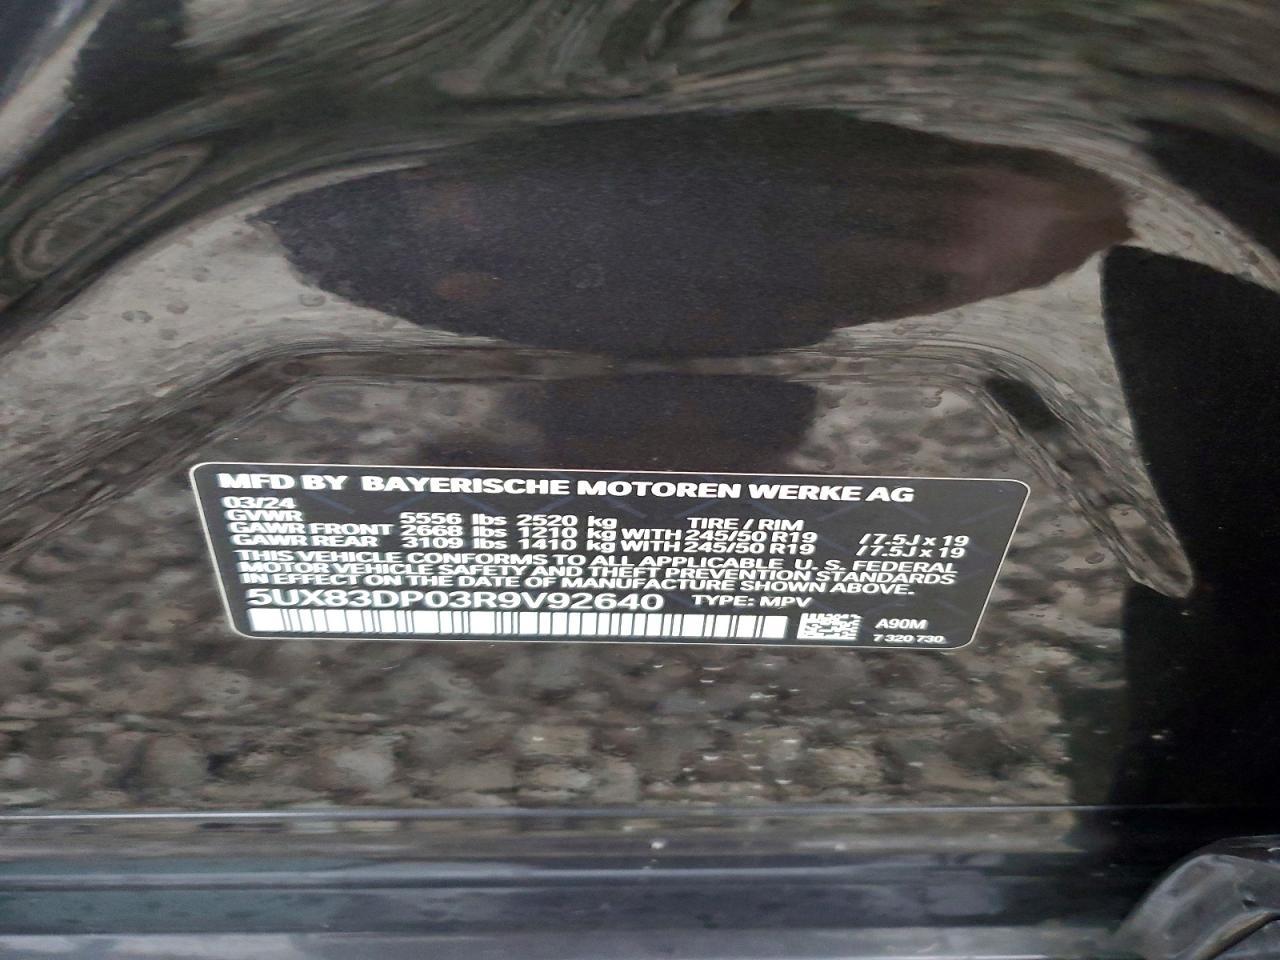 MFD BY BAYERISCHE MOTOREN WERKE AG
03/24
GVWR 5556 lbs 2520 kg TIRE / RIM
GAWR FRONT 2668 lbs 1210 kg WITH 245/50 R19 / 7.5J x 19
GAWR REAR 3109 lbs 1410 kg WITH 245/50 R19 / 7.5J x 19
THIS VEHICLE CONFORMS TO ALL APPLICABLE U. S. FEDERAL
MOTOR VEHICLE SAFETY AND THEFT PREVENTION STANDARDS
IN EFFECT ON THE DATE OF MANUFACTURE SHOWN ABOVE.
5UX83DP03R9V92640 TYPE: MPV
A90M
7 320 730